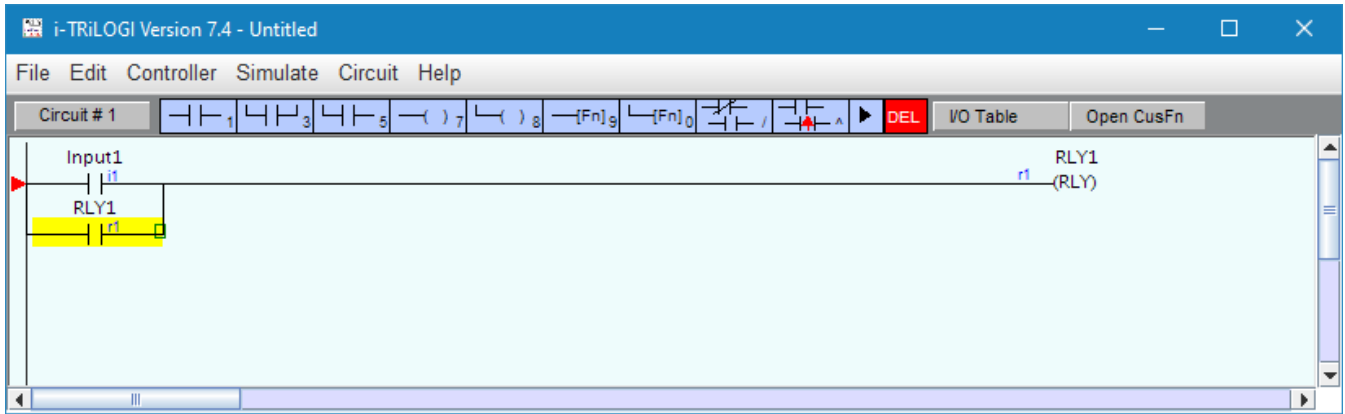 i-TRiLOGI Version 7.4 - Untitled
File Edit Controller Simulate Circuit Help
Circuit # 1 1 3 5 ( ) 7 ( ) 8 [Fn] 9 [Fn] 0 / ^ DEL I/O Table Open CusFn
Input1 RLY1
i1 r1 (RLY)
RLY1
r1